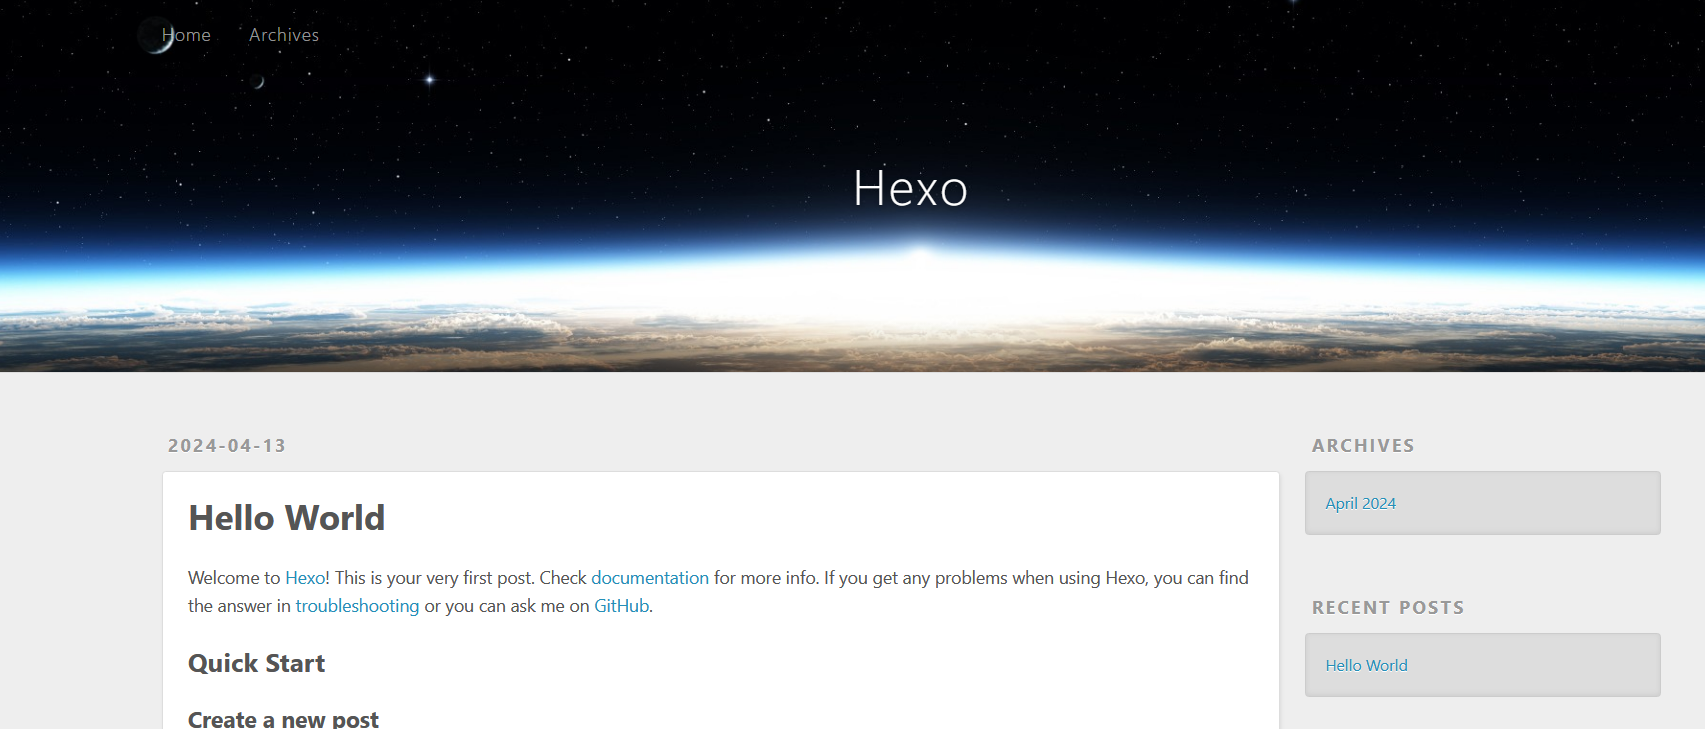 Home Archives
Hexo
2024-04-13
Hello World
Welcome to Hexo! This is your very first post. Check documentation for more info. If you get any problems when using Hexo, you can find
the answer in troubleshooting or you can ask me on GitHub.
Quick Start
Create a new post
ARCHIVES
April 2024
RECENT POSTS
Hello World